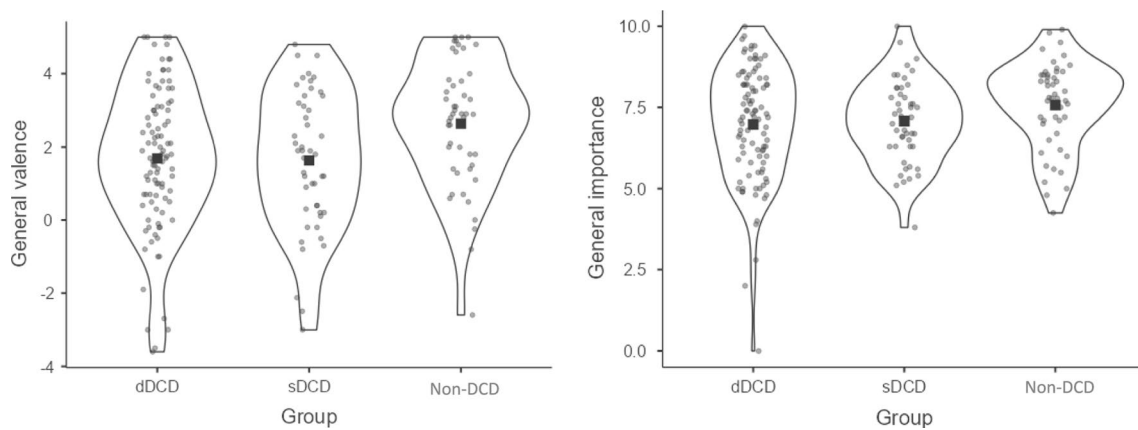 General valence
4
2
0
-2
-4
dDCD
sDCD
Non-DCD
Group
General importance
10.0
7.5
5.0
2.5
0.0
dDCD
sDCD
Non-DCD
Group